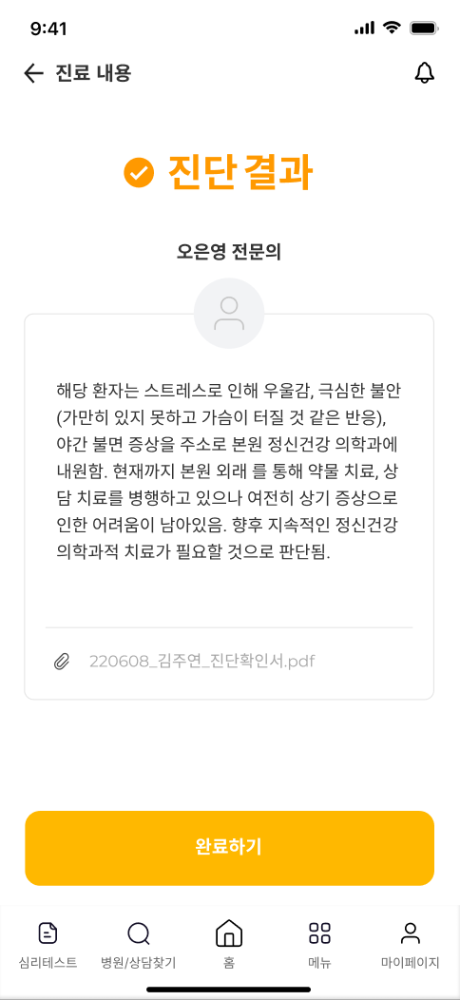 9:41
진료 내용
진단 결과
오은영 전문의
해당 환자는 스트레스로 인해 우울감, 극심한 불안
(가만히 있지 못하고 가슴이 터질 것 같은 반응),
야간 불면 증상을 주소로 본원 정신건강 의학과에
내원함. 현재까지 본원 외래 를 통해 약물 치료, 상
담 치료를 병행하고 있으나 여전히 상기 증상으로
인한 어려움이 남아있음. 향후 지속적인 정신건강
의학과적 치료가 필요할 것으로 판단됨.
220608_김주연_진단확인서.pdf
완료하기
심리테스트 병원/상담찾기 홈 메뉴 마이페이지